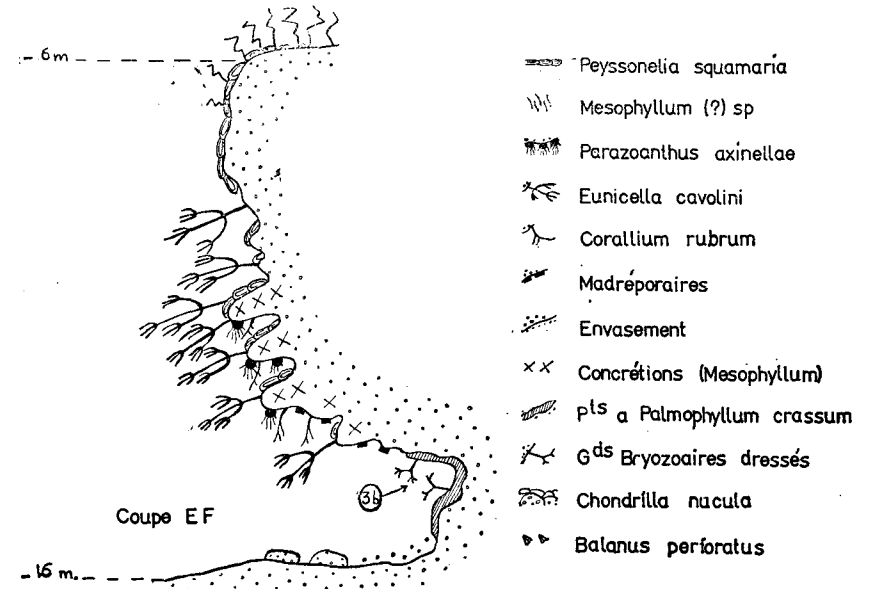 - 6m
Peyssonelia squamaria
Mesophyllum (?) sp
Parazoanthus axinellae
Eunicella cavolini
Corallium rubrum
Madréporaires
Envasement
Concrétions (Mesophyllum)
Pts a Palmophyllum crassum
Gds Bryozoaires dressés
3b
Chondrilla nucula
Coupe EF
Balanus perforatus
- 16 m.